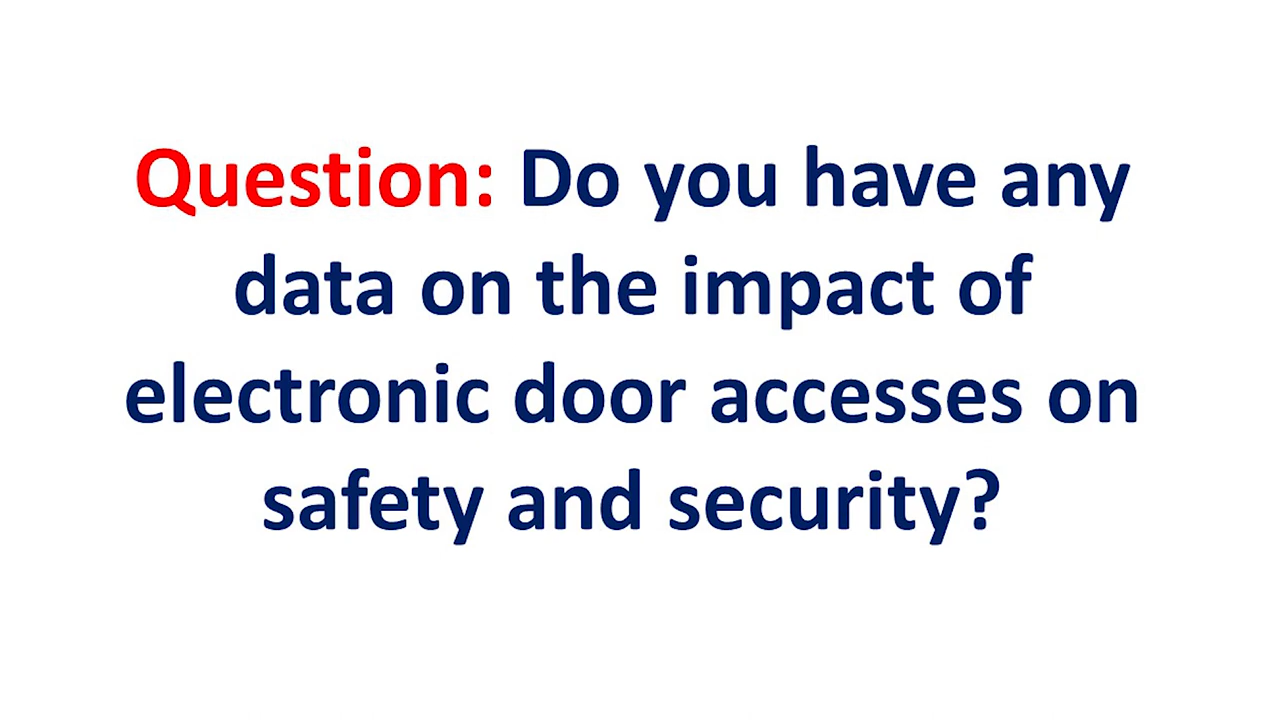 Question: Do you have any
data on the impact of
electronic door accesses on
safety and security?